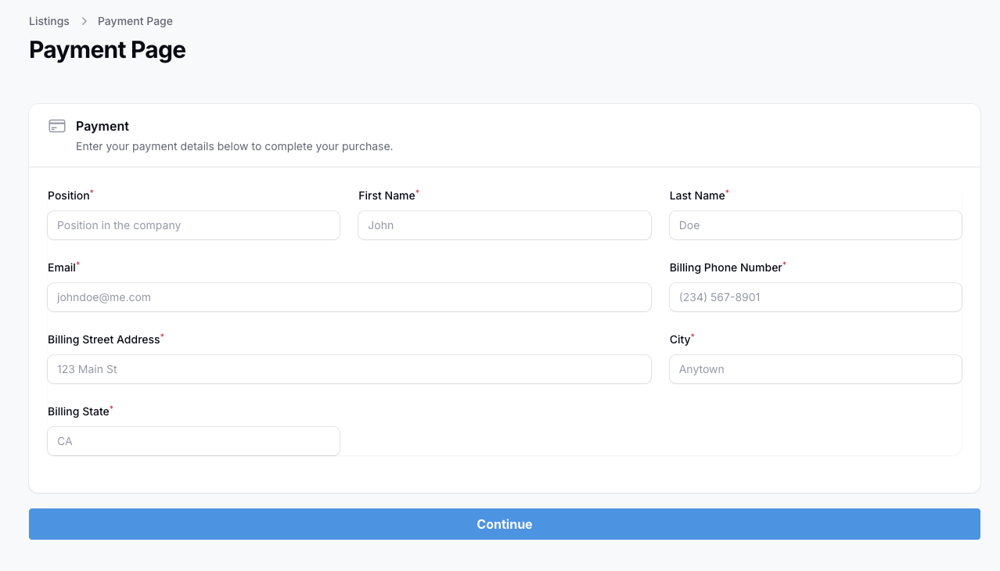 Listings > Payment Page
Payment Page
Payment
Enter your payment details below to complete your purchase.
Position* First Name* Last Name*
Position in the company John Doe
Email* Billing Phone Number*
johndoe@me.com (234) 567-8901
Billing Street Address* City*
123 Main St Anytown
Billing State*
CA
Continue